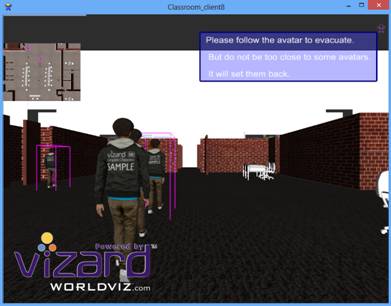 Classroom_client8
Please follow the avatar to evacuate.
But do not be too close to some avatars.
It will set them back.
vizard
SAMPLE
Powered by
vizard
WORLDVIZ.com